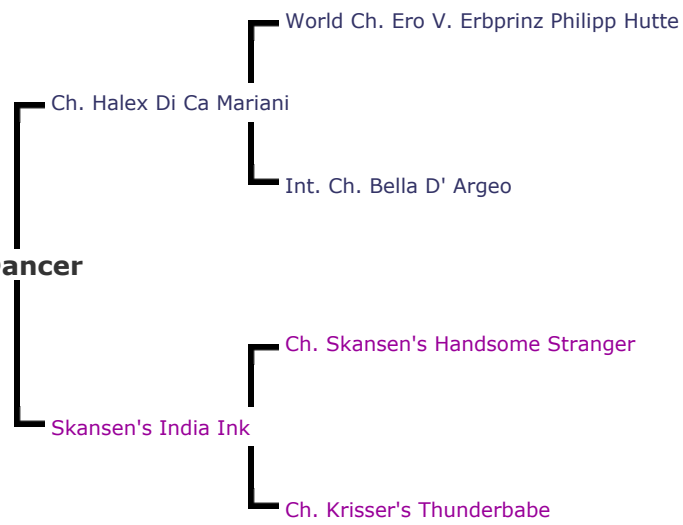 World Ch. Ero V. Erbprinz Philipp Hutte
Ch. Halex Di Ca Mariani
Int. Ch. Bella D' Argeo
ancer
Ch. Skansen's Handsome Stranger
Skansen's India Ink
Ch. Krisser's Thunderbabe